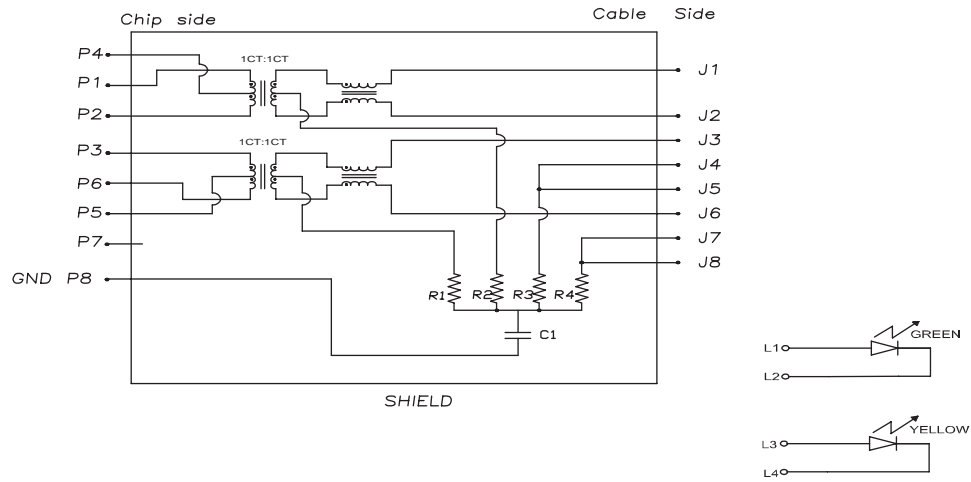 Chip side
Cable Side
P4
P1
P2
P3
P6
P5
P7
GND P8
1CT:1CT
1CT:1CT
J1
J2
J3
J4
J5
J6
J7
J8
R1
R2
R3
R4
C1
SHIELD
L1
L2
GREEN
L3
L4
YELLOW